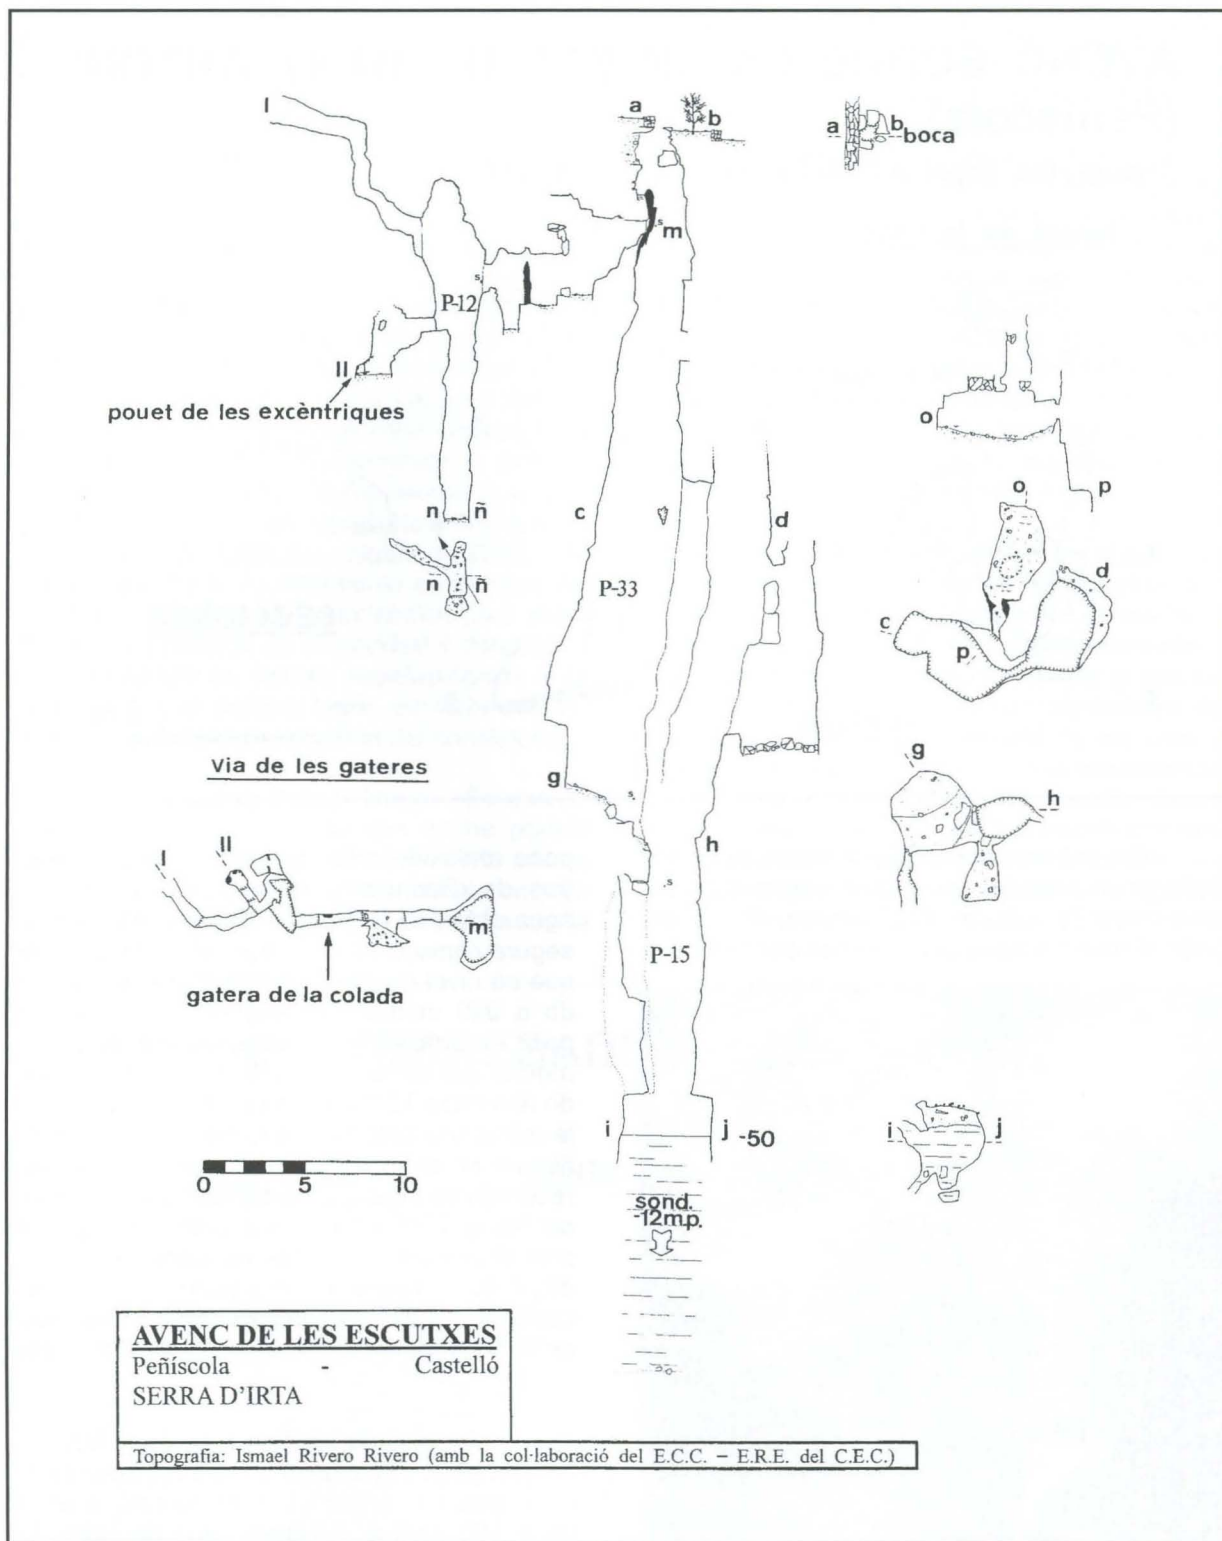 l
a
b
a
b
boca
m
P-12
ll
pouet de les excèntriques
o
p
n
ñ
c
d
n
ñ
P-33
o
d
c
p
Via de les gateres
g
g
h
h
l
ll
m
P-15
gatera de la colada
i
j -50
i
j
0 5 10
sond.
-12m.p.
AVENC DE LES ESCUTXES
Peñíscola - Castelló
SERRA D'IRTA
Topografia: Ismael Rivero Rivero (amb la col·laboració del E.C.C. – E.R.E. del C.E.C.)